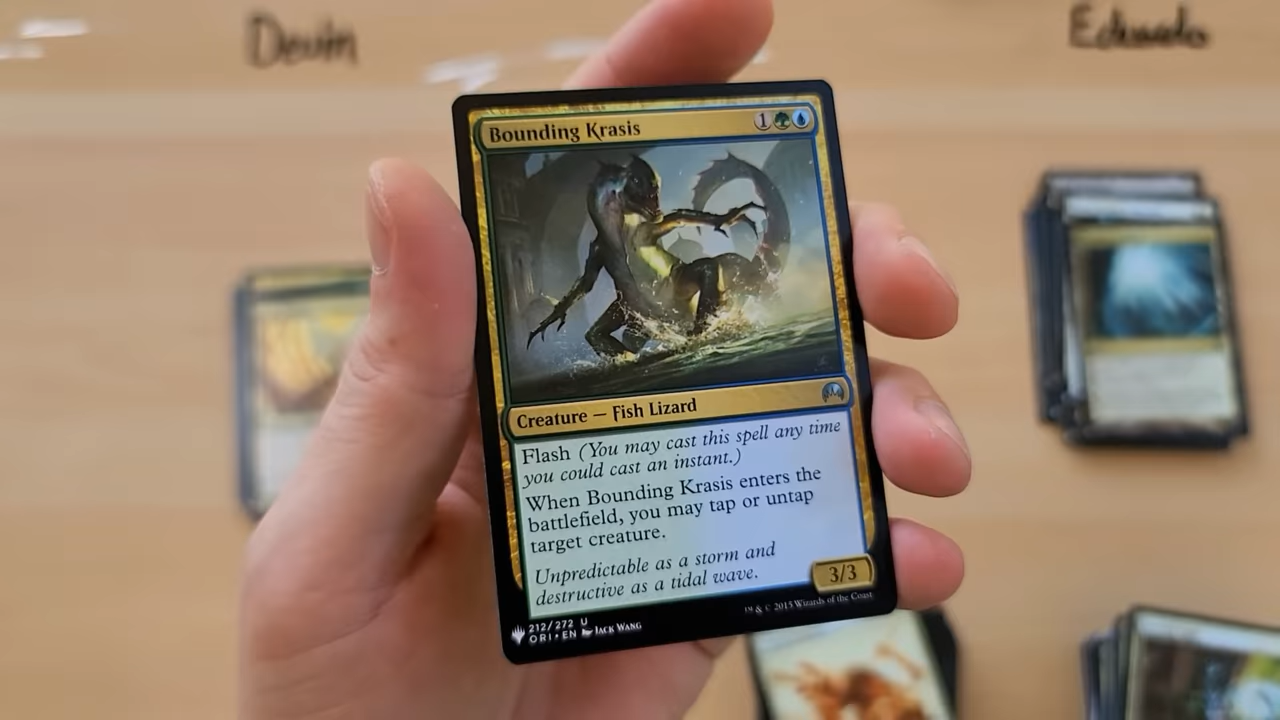 Devin
Eduardo
Bounding Krasis
1
Creature — Fish Lizard
Flash (You may cast this spell any time
you could cast an instant.)
When Bounding Krasis enters the
battlefield, you may tap or untap
target creature.
Unpredictable as a storm and
destructive as a tidal wave.
3/3
212/272 U
ORI • EN Jack Wang
™ & © 2015 Wizards of the Coast